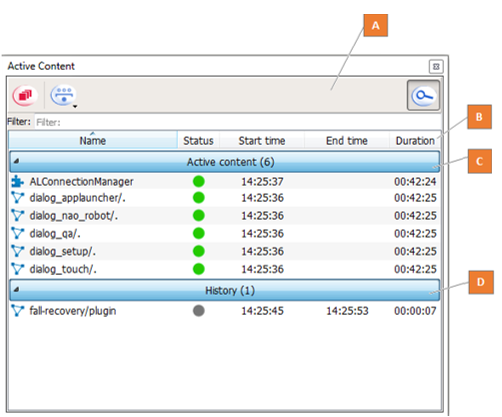 A
Active Content
Filter: Filter:
B
Name Status Start time End time Duration
C
Active content (6)
ALConnectionManager 14:25:37 00:42:24
dialog_applauncher/. 14:25:36 00:42:25
dialog_nao_robot/. 14:25:36 00:42:25
dialog_qa/. 14:25:36 00:42:25
dialog_setup/. 14:25:36 00:42:25
dialog_touch/. 14:25:36 00:42:25
D
History (1)
fall-recovery/plugin 14:25:45 14:25:53 00:00:07